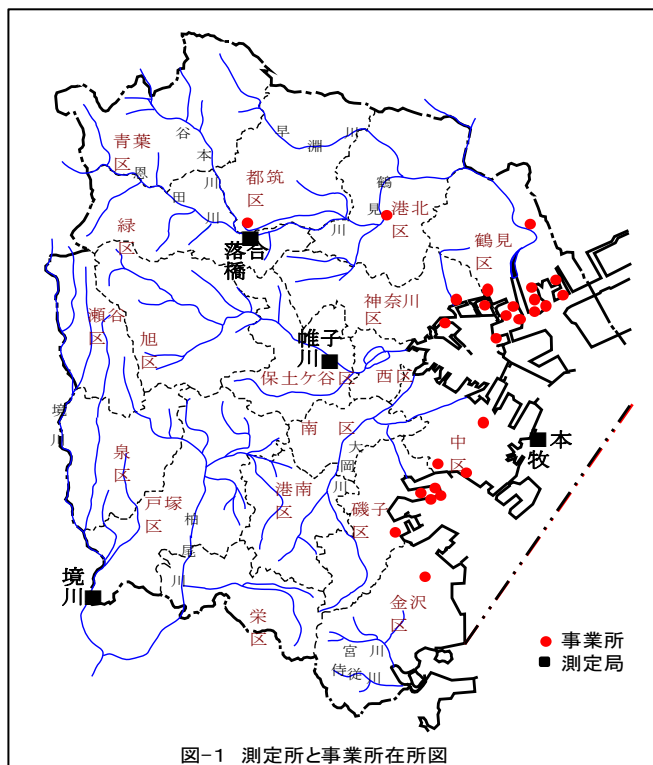 青葉
区
谷
本
川
早
淵
川
恩
田
川
都筑
区
鶴
見
川
港北
区
鶴見
区
緑
区
落合
橋
神奈川
区
瀬谷
区
旭
区
唯子
川
保土ケ谷区
西区
境
川
南 区
中
区
本
牧
泉
区
戸塚
区
柏
尾
川
港南
区
大
岡
川
磯子
区
境
川
栄
区
金沢
区
宮 川
侍
従
川
事業所
測定局
図-1 測定所と事業所在所図